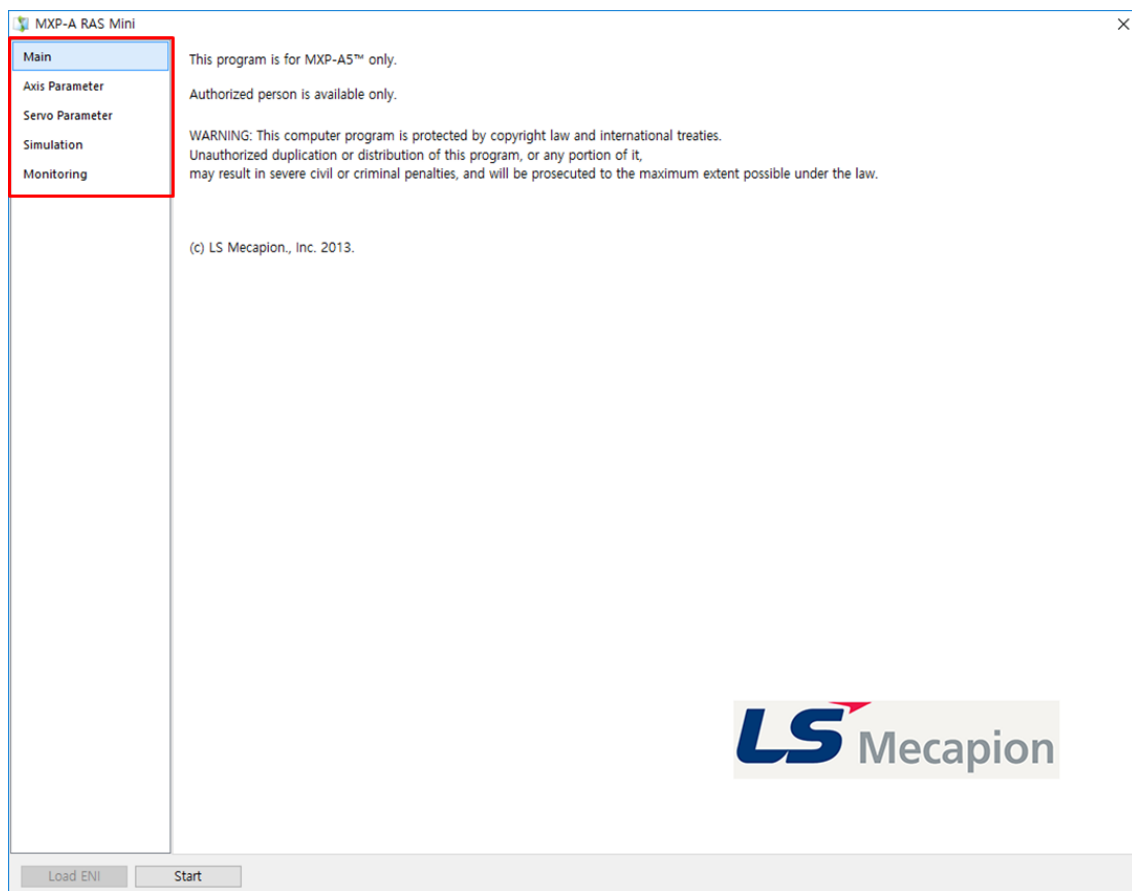 MXP-A RAS Mini
Main
Axis Parameter
Servo Parameter
Simulation
Monitoring
This program is for MXP-A5™ only.
Authorized person is available only.
WARNING: This computer program is protected by copyright law and international treaties.
Unauthorized duplication or distribution of this program, or any portion of it,
may result in severe civil or criminal penalties, and will be prosecuted to the maximum extent possible under the law.
(c) LS Mecapion., Inc. 2013.
LS Mecapion
Load ENI
Start